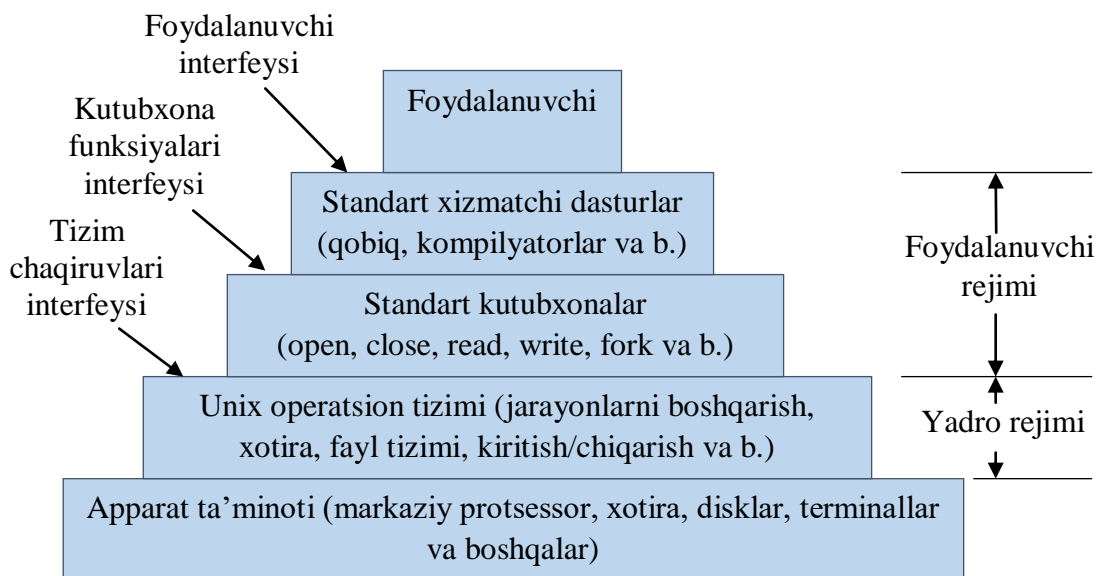 Foydalanuvchi
interfeysi
Foydalanuvchi
Kutubxona
funksiyalari
interfeysi
Standart xizmatchi dasturlar
(qobiq, kompilyatorlar va b.)
Tizim
chaqiruvlari
interfeysi
Foydalanuvchi
rejimi
Standart kutubxonalar
(open, close, read, write, fork va b.)
Unix operatsion tizimi (jarayonlarni boshqarish,
xotira, fayl tizimi, kiritish/chiqarish va b.)
Yadro rejimi
Apparat ta’minoti (markaziy protsessor, xotira, disklar, terminallar
va boshqalar)